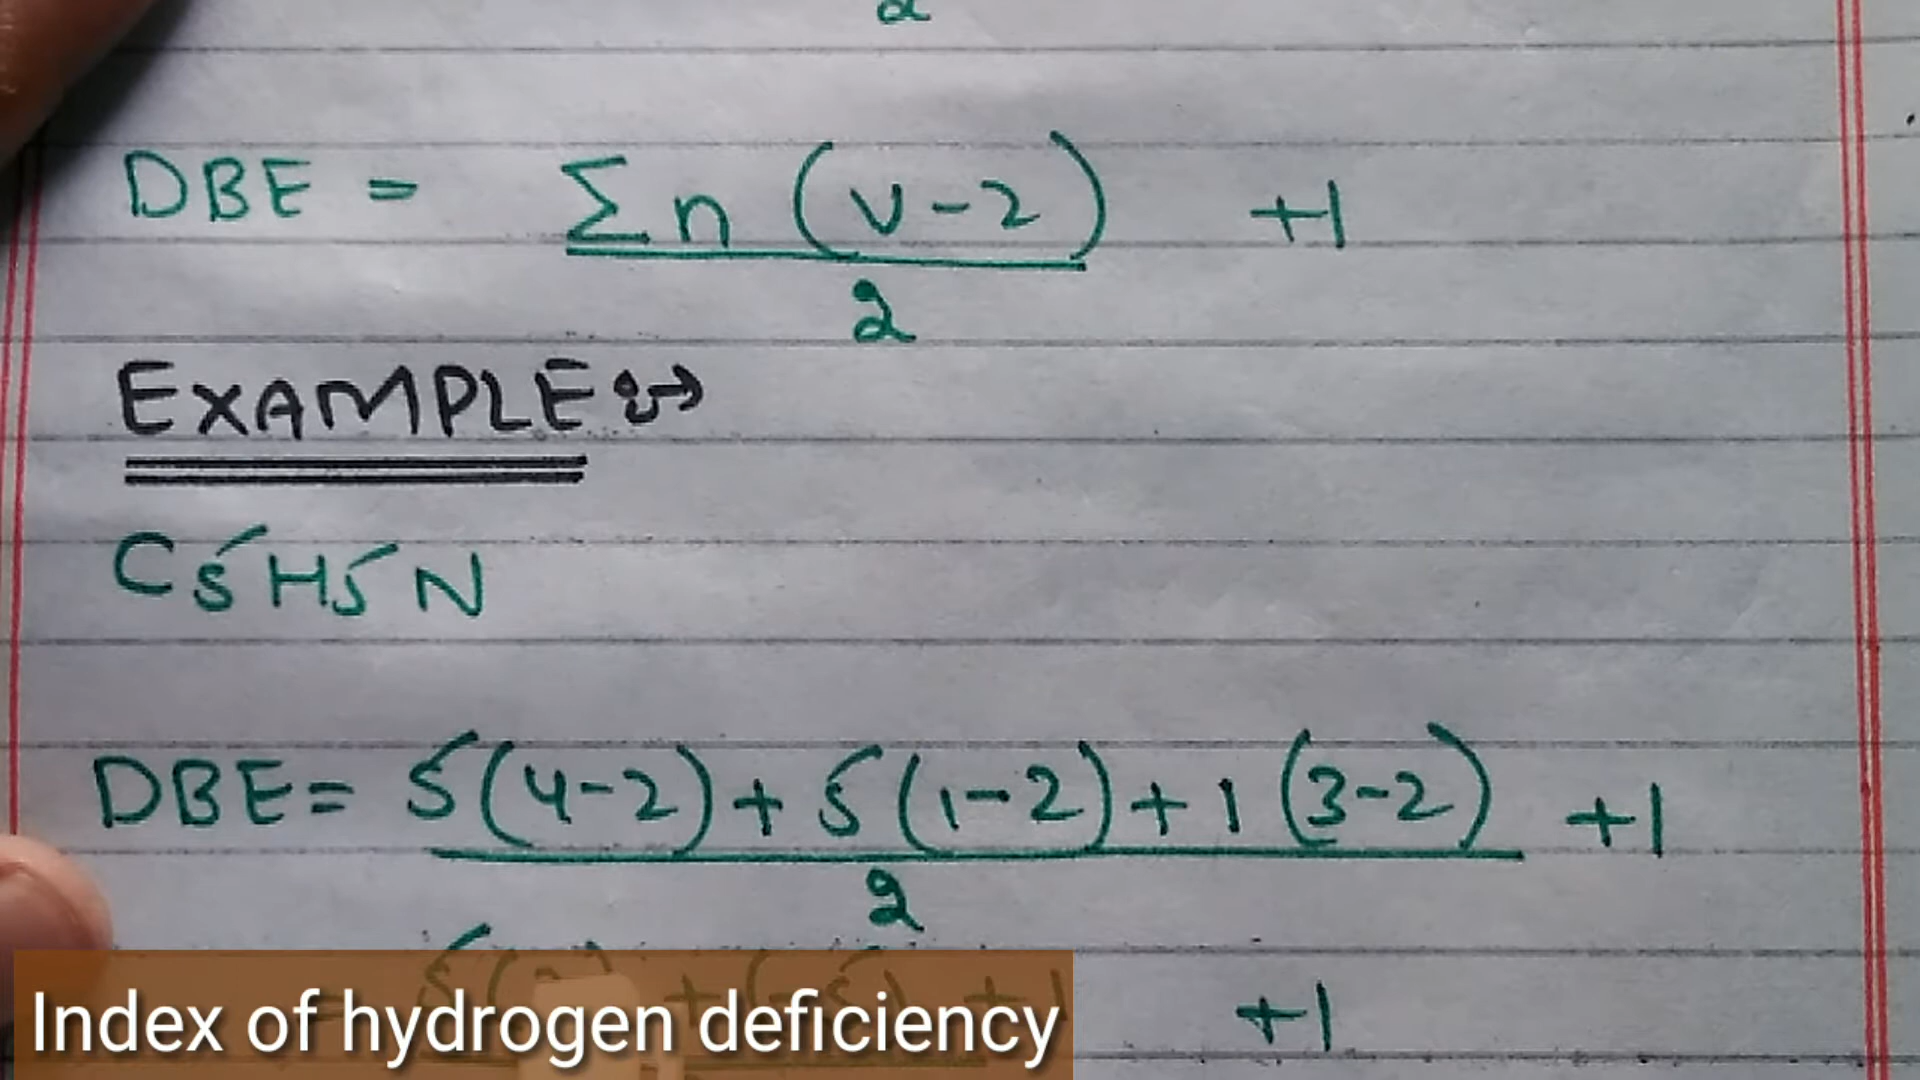 2
DBE = Σn (v-2) +1
2
EXAMPLE :→
C5H5N
DBE = 5(4-2) + 5(1-2) + 1(3-2) +1
2
+1
Index of hydrogen deficiency